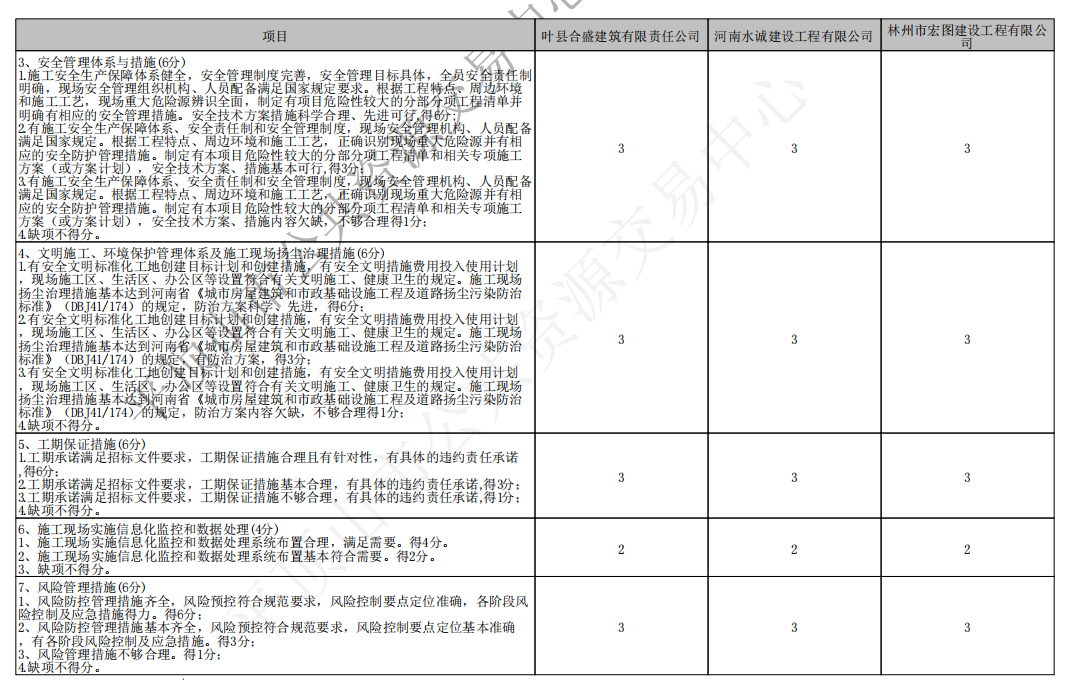 项目 叶县合盛建筑有限责任公司 河南水诚建设工程有限公司 林州市宏图建设工程有限公
司
3、安全管理体系与措施(6分)
1.施工安全生产保障体系健全，安全管理制度完善，安全管理目标具体，全员安全责任制
明确，现场安全管理组织机构、人员配备满足国家规定要求。根据工程特点、周边环境
和施工工艺，现场重大危险源辨识全面，制定有项目危险性较大的分部分项工程清单并
明确有相应的安全管理措施。安全技术方案措施科学合理、先进可行,得6分；
2.有施工安全生产保障体系、安全责任制和安全管理制度，现场安全管理机构、人员配备
满足国家规定。根据工程特点、周边环境和施工工艺，正确识别现场重大危险源并有相
应的安全防护管理措施。制定有本项目危险性较大的分部分项工程清单和相关专项施工
方案（或方案计划），安全技术方案、措施基本可行,得3分；
3.有施工安全生产保障体系、安全责任制和安全管理制度，现场安全管理机构、人员配备
满足国家规定。根据工程特点、周边环境和施工工艺，正确识别现场重大危险源并有相
应的安全防护管理措施。制定有本项目危险性较大的分部分项工程清单和相关专项施工
方案（或方案计划），安全技术方案、措施内容欠缺，不够合理得1分；
4.缺项不得分。
3 3 3
4、文明施工、环境保护管理体系及施工现场扬尘治理措施(6分)
1.有安全文明标准化工地创建目标计划和创建措施，有安全文明措施费用投入使用计划
，现场施工区、生活区、办公区等设置符合有关文明施工、健康卫生的规定。施工现场
扬尘治理措施基本达到河南省《城市房屋建筑和市政基础设施工程及道路扬尘污染防治
标准》（DBJ41/174）的规定，防治方案科学、先进，得6分；
2.有安全文明标准化工地创建目标计划和创建措施，有安全文明措施费用投入使用计划
，现场施工区、生活区、办公区等设置符合有关文明施工、健康卫生的规定。施工现场
扬尘治理措施基本达到河南省《城市房屋建筑和市政基础设施工程及道路扬尘污染防治
标准》（DBJ41/174）的规定，有防治方案，得3分；
3.有安全文明标准化工地创建目标计划和创建措施，有安全文明措施费用投入使用计划
，现场施工区、生活区、办公区等设置符合有关文明施工、健康卫生的规定。施工现场
扬尘治理措施基本达到河南省《城市房屋建筑和市政基础设施工程及道路扬尘污染防治
标准》（DBJ41/174）的规定，防治方案内容欠缺，不够合理得1分；
4.缺项不得分。
3 3 3
5、工期保证措施(6分)
1.工期承诺满足招标文件要求，工期保证措施合理且有针对性，有具体的违约责任承诺
,得6分；
2.工期承诺满足招标文件要求，工期保证措施基本合理，有具体的违约责任承诺,得3分；
3.工期承诺满足招标文件要求，工期保证措施不够合理，有具体的违约责任承诺,得1分；
4.缺项不得分。
3 3 3
6、施工现场实施信息化监控和数据处理(4分)
1、施工现场实施信息化监控和数据处理系统布置合理，满足需要。得4分。
2、施工现场实施信息化监控和数据处理系统布置基本符合需要。得2分。
3、缺项不得分。
2 2 2
7、风险管理措施(6分)
1、风险防控管理措施齐全，风险预控符合规范要求，风险控制要点定位准确，各阶段风
险控制及应急措施得力。得6分；
2、风险防控管理措施基本齐全，风险预控符合规范要求，风险控制要点定位基本准确
，有各阶段风险控制及应急措施。得3分；
3、风险管理措施不够合理。得1分；
4.缺项不得分。
3 3 3
平顶山市公共资源交易中心
平顶山市公共资源交易中心